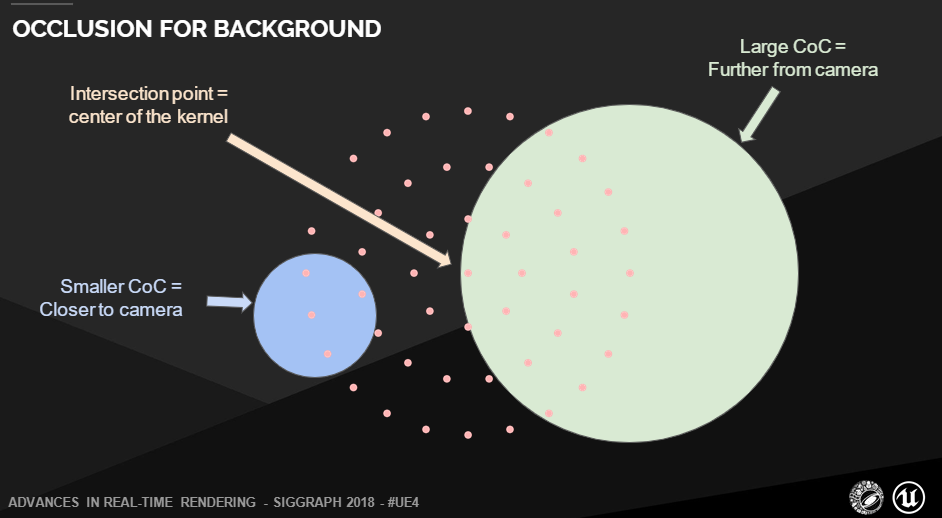 OCCLUSION FOR BACKGROUND
Large CoC =
Further from camera
Intersection point =
center of the kernel
Smaller CoC =
Closer to camera
ADVANCES IN REAL-TIME RENDERING - SIGGRAPH 2018 - #UE4